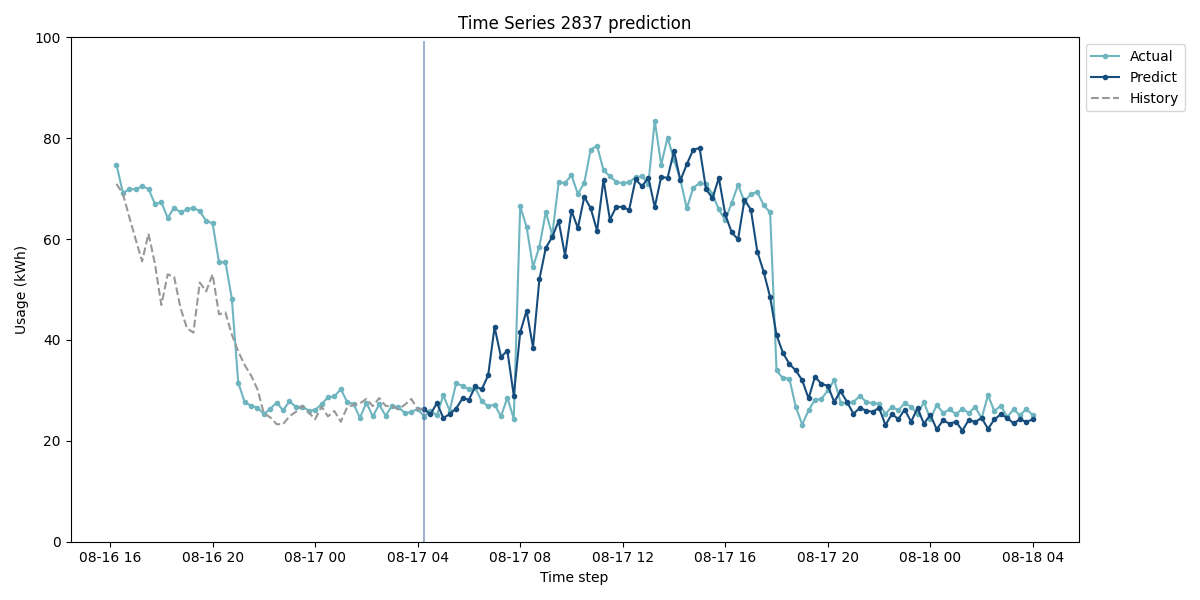 Time Series 2837 prediction
Actual
Predict
History
Usage (kWh)
100
80
60
40
20
0
08-16 16 08-16 20 08-17 00 08-17 04 08-17 08 08-17 12 08-17 16 08-17 20 08-18 00 08-18 04
Time step